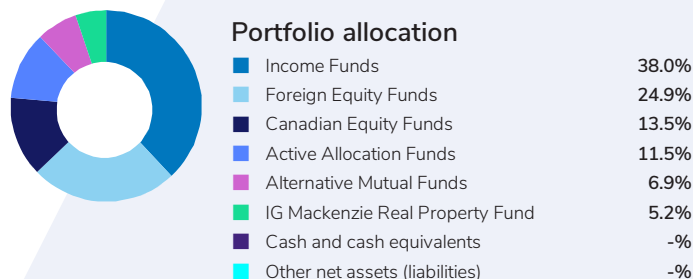 Portfolio allocation
Income Funds 38.0%
Foreign Equity Funds 24.9%
Canadian Equity Funds 13.5%
Active Allocation Funds 11.5%
Alternative Mutual Funds 6.9%
IG Mackenzie Real Property Fund 5.2%
Cash and cash equivalents -%
Other net assets (liabilities) -%